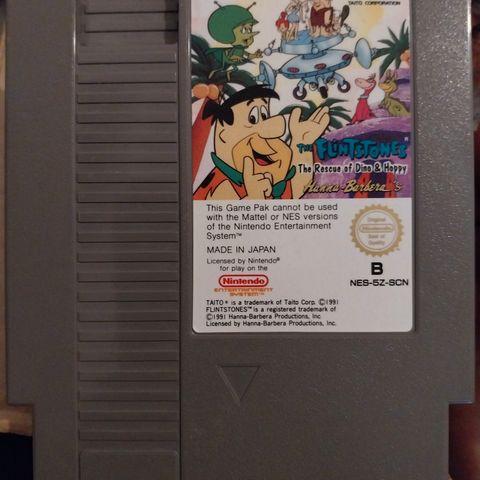 TAITO CORPORATION
THE FLINTSTONES
The Rescue of Dino & Hoppy
Hanna-Barbera's
This Game Pak cannot be used
with the Mattel or NES versions
of the Nintendo Entertainment
System™
MADE IN JAPAN
Licensed by Nintendo®
for play on the
Nintendo
ENTERTAINMENT
SYSTEM™
Original
Nintendo
Seal of
Quality
B
NES-5Z-SCN
TAITO® is a trademark of Taito Corp. ©1991
FLINTSTONES™ is a registered trademark of
©1991 Hanna-Barbera Productions, Inc
Licensed by Hanna-Barbera Productions, Inc.